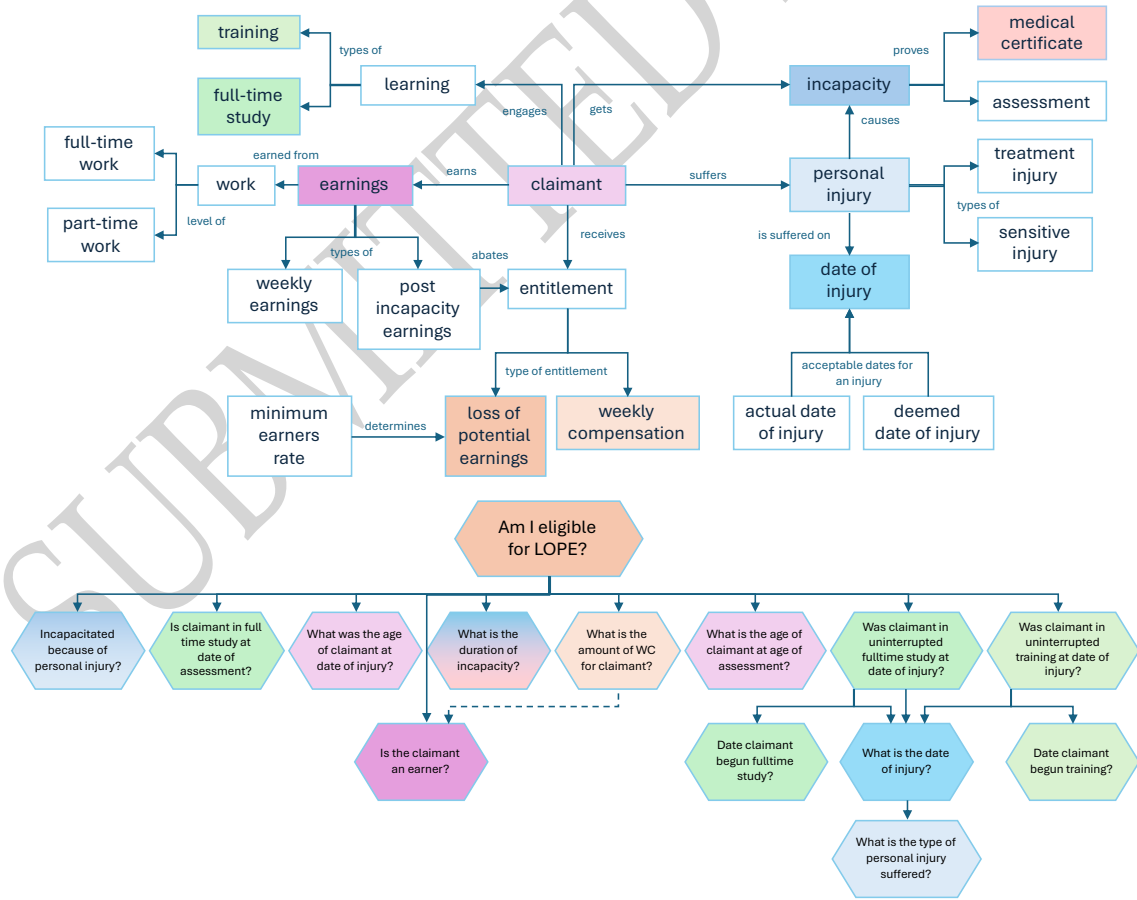 training
types of
learning
full-time
study
engages
gets
proves
medical
certificate
incapacity
assessment
causes
full-time
work
earned from
work
earnings
earns
claimant
suffers
personal
injury
treatment
injury
types of
sensitive
injury
part-time
work
level of
types of
weekly
earnings
post
incapacity
earnings
abates
receives
entitlement
is suffered on
date of
injury
type of entitlement
acceptable dates for
an injury
minimum
earners
rate
determines
loss of
potential
earnings
weekly
compensation
actual date
of injury
deemed
date of injury
SUBMITTED
Am I eligible
for LOPE?
Incapacitated
because of
personal injury?
Is claimant in full
time study at
date of
assessment?
What was the age
of claimant at
date of injury?
What is the
duration of
incapacity?
What is the
amount of WC
for claimant?
What is the age of
claimant at age of
assessment?
Was claimant in
uninterrupted
fulltime study at
date of injury?
Was claimant in
uninterrupted
training at date of
injury?
Is the claimant
an earner?
Date claimant
begun fulltime
study?
What is the date
of injury?
Date claimant
begun training?
What is the type of
personal injury
suffered?